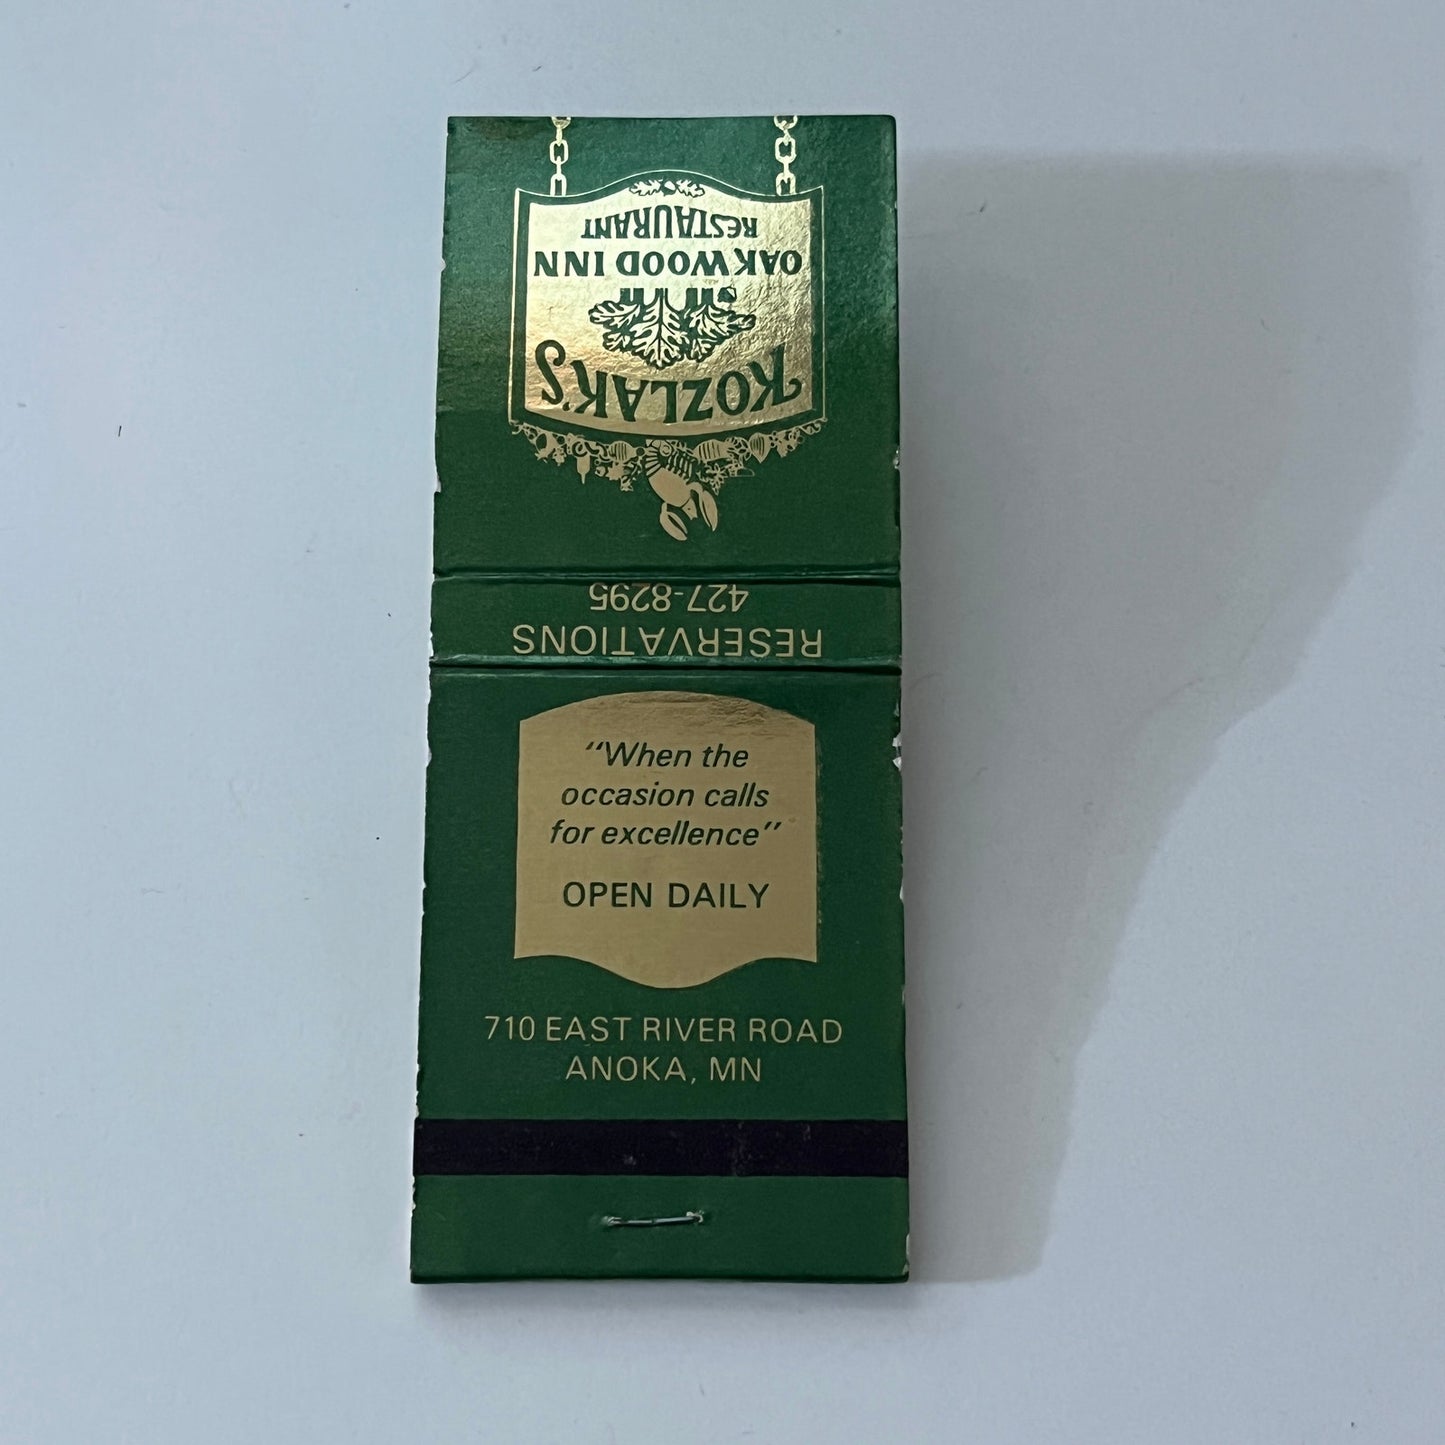 KOZLAK'S
OAK WOOD INN
RESTAURANT
RESERVATIONS
427-8295
"When the
occasion calls
for excellence"
OPEN DAILY
710 EAST RIVER ROAD
ANOKA, MN